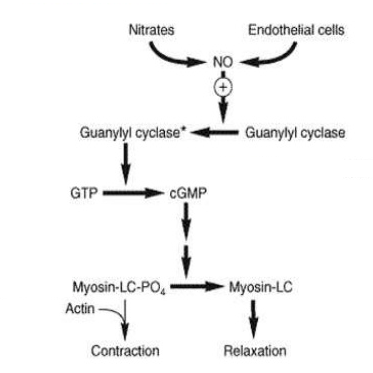 Nitrates Endothelial cells
NO
+
Guanylyl cyclase* Guanylyl cyclase
GTP cGMP
Myosin-LC-PO₄ Myosin-LC
Actin
Contraction Relaxation